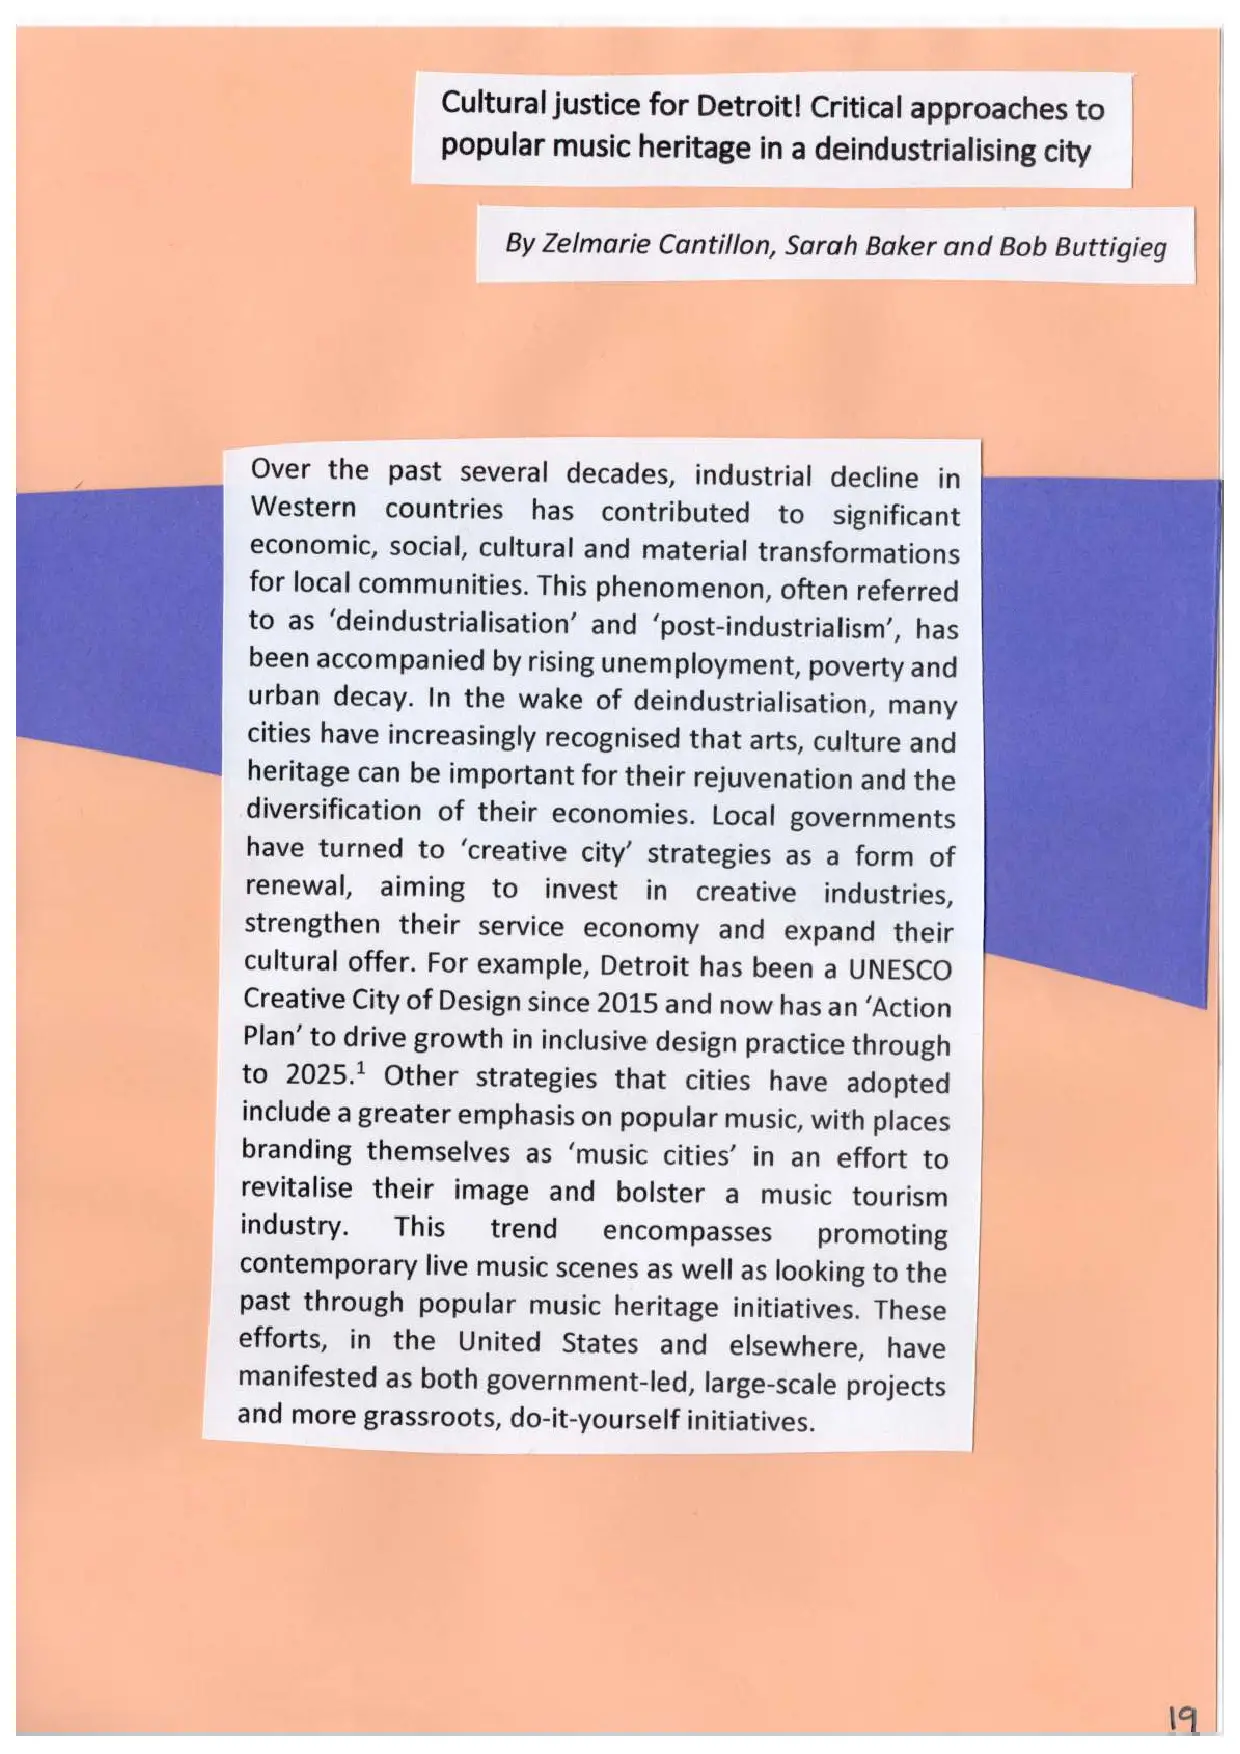 Cultural justice for Detroit! Critical approaches to
popular music heritage in a deindustrialising city
By Zelmarie Cantillon, Sarah Baker and Bob Buttigieg
Over the past several decades, industrial decline in
Western countries has contributed to significant
economic, social, cultural and material transformations
for local communities. This phenomenon, often referred
to as ‘deindustrialisation’ and ‘post-industrialism’, has
been accompanied by rising unemployment, poverty and
urban decay. In the wake of deindustrialisation, many
cities have increasingly recognised that arts, culture and
heritage can be important for their rejuvenation and the
diversification of their economies. Local governments
have turned to ‘creative city’ strategies as a form of
renewal, aiming to invest in creative industries,
strengthen their service economy and expand their
cultural offer. For example, Detroit has been a UNESCO
Creative City of Design since 2015 and now has an ‘Action
Plan’ to drive growth in inclusive design practice through
to 2025.¹ Other strategies that cities have adopted
include a greater emphasis on popular music, with places
branding themselves as ‘music cities’ in an effort to
revitalise their image and bolster a music tourism
industry. This trend encompasses promoting
contemporary live music scenes as well as looking to the
past through popular music heritage initiatives. These
efforts, in the United States and elsewhere, have
manifested as both government-led, large-scale projects
and more grassroots, do-it-yourself initiatives.
19